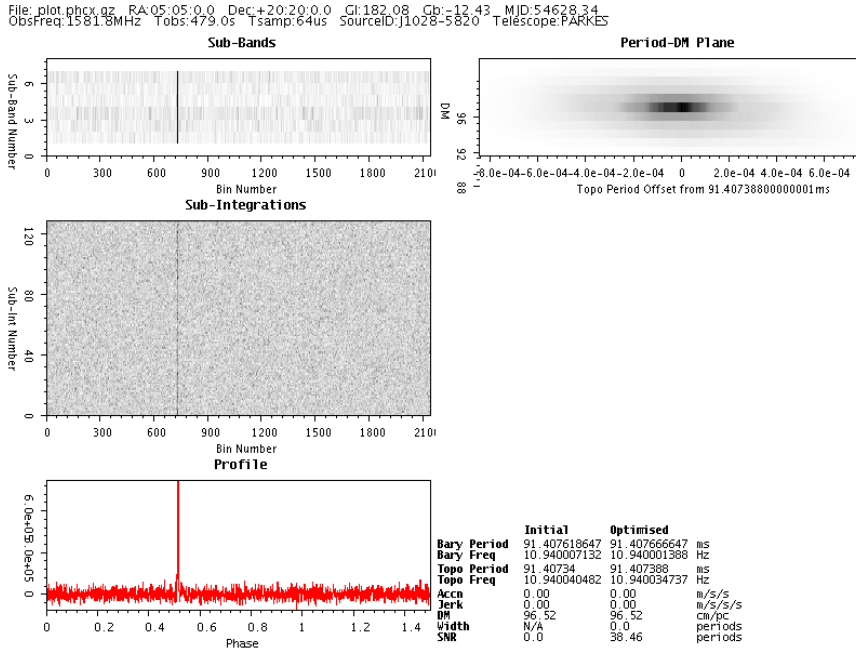 File: plot.phcx.gz RA:05:05:0.0 Dec:+20:20:0.0 Gl:182.08 Gb:-12.43 MJD:54628.34
ObsFreq:1581.8MHz Tobs:479.0s Tsamp:64us SourceID:J1028-5820 Telescope:PARKES
Sub-Bands
Sub-Band Number
0 3 6
0 300 600 900 1200 1500 1800 210
Bin Number
Period-DM Plane
DM
88 92 96
-8.0e-04-6.0e-04-4.0e-04-2.0e-04 0 2.0e-04 4.0e-04 6.0e-04
Topo Period Offset from 91.40738800000001ms
Sub-Integrations
Sub-Int Number
0 40 80 120
0 300 600 900 1200 1500 1800 210
Bin Number
Profile
0 6.0e+05
0 0.2 0.4 0.6 0.8 1 1.2 1.4
Phase
Initial Optimised
Bary Period 91.407618647 91.407666647 ms
Bary Freq 10.940007132 10.940001388 Hz
Topo Period 91.40734 91.407388 ms
Topo Freq 10.940040482 10.940034737 Hz
Accn 0.00 0.00 m/s/s
Jerk 0.00 0.00 m/s/s/s
DM 96.52 96.52 cm/pc
Width N/A 0.0 periods
SNR 0.0 38.46 periods